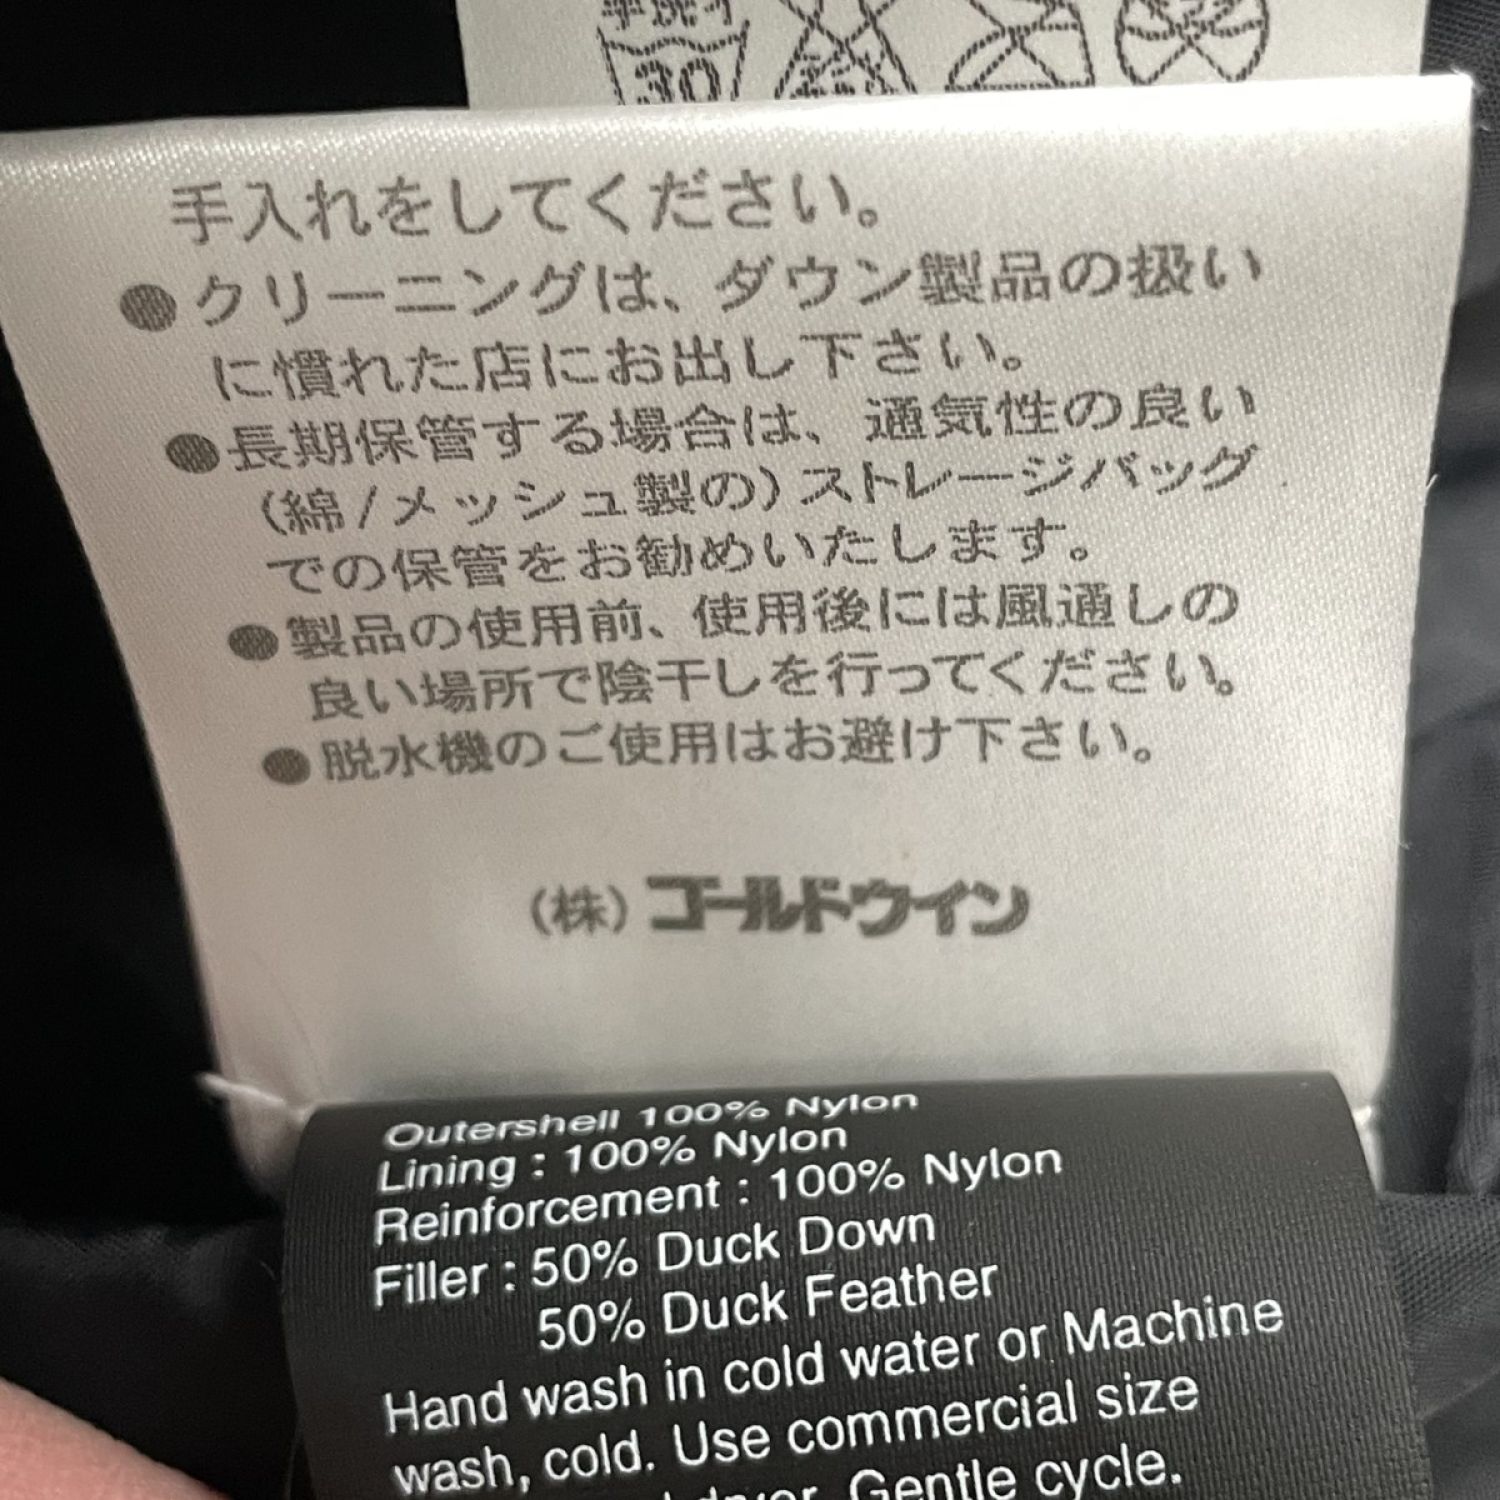 手洗イ
30
手入れをしてください。
●クリーニングは、ダウン製品の扱い
に慣れた店にお出し下さい。
●長期保管する場合は、通気性の良い
(綿/メッシュ製の)ストレージバッグ
での保管をお勧めいたします。
●製品の使用前、使用後には風通しの
良い場所で陰干しを行ってください。
●脱水機のご使用はお避け下さい。
(株)ゴールドウイン
Outershell 100% Nylon
Lining : 100% Nylon
Reinforcement : 100% Nylon
Filler : 50% Duck Down
50% Duck Feather
Hand wash in cold water or Machine
wash, cold. Use commercial size
Gentle cycle.